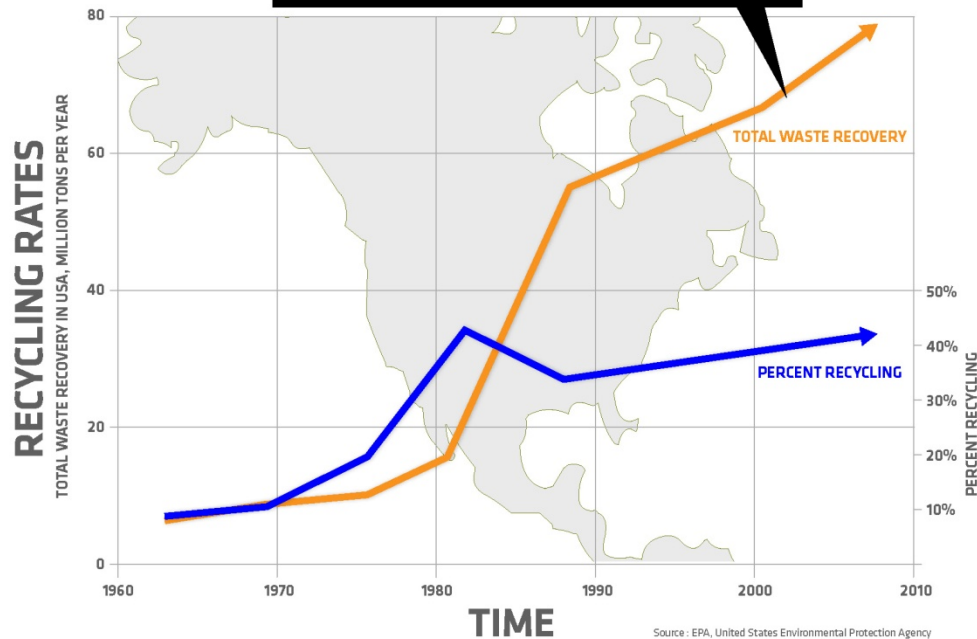 RECYCLING RATES
TOTAL WASTE RECOVERY IN USA, MILLION TONS PER YEAR
80
60
40
20
0
TOTAL WASTE RECOVERY
PERCENT RECYCLING
50%
40%
30%
20%
10%
PERCENT RECYCLING
1960
1970
1980
1990
2000
2010
TIME
Source : EPA, United States Environmental Protection Agency